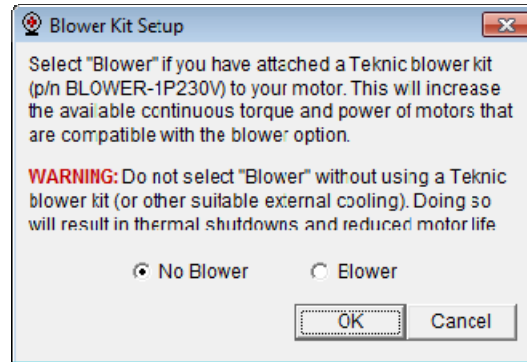 Blower Kit Setup
Select "Blower" if you have attached a Teknic blower kit
(p/n BLOWER-1P230V) to your motor. This will increase
the available continuous torque and power of motors that
are compatible with the blower option.
WARNING: Do not select "Blower" without using a Teknic
blower kit (or other suitable external cooling). Doing so
will result in thermal shutdowns and reduced motor life
No Blower
Blower
OK
Cancel